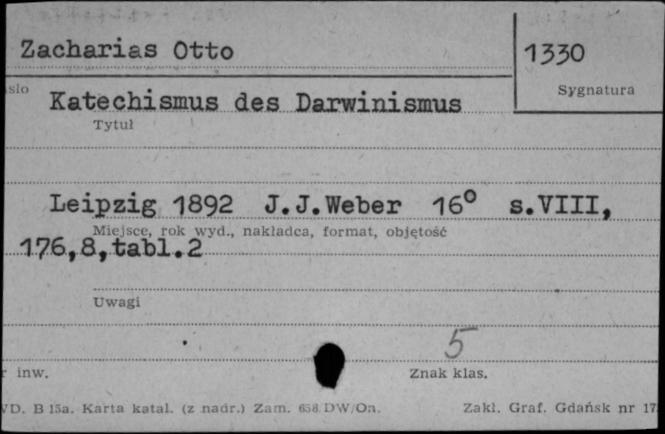 Zacharias Otto
1330
Sygnatura
Katechismus des Darwinismus
Tytuł
Leipzig 1892 J.J.Weber 16° s.VIII,
Miejsce, rok wyd., nakładca, format, objętość
176,8,tabl.2
Uwagi
5
inw.
Znak klas.
B 15a. Karta katal. (z nadr.) Zam. 658 DW/On.
Zakł. Graf. Gdańsk nr